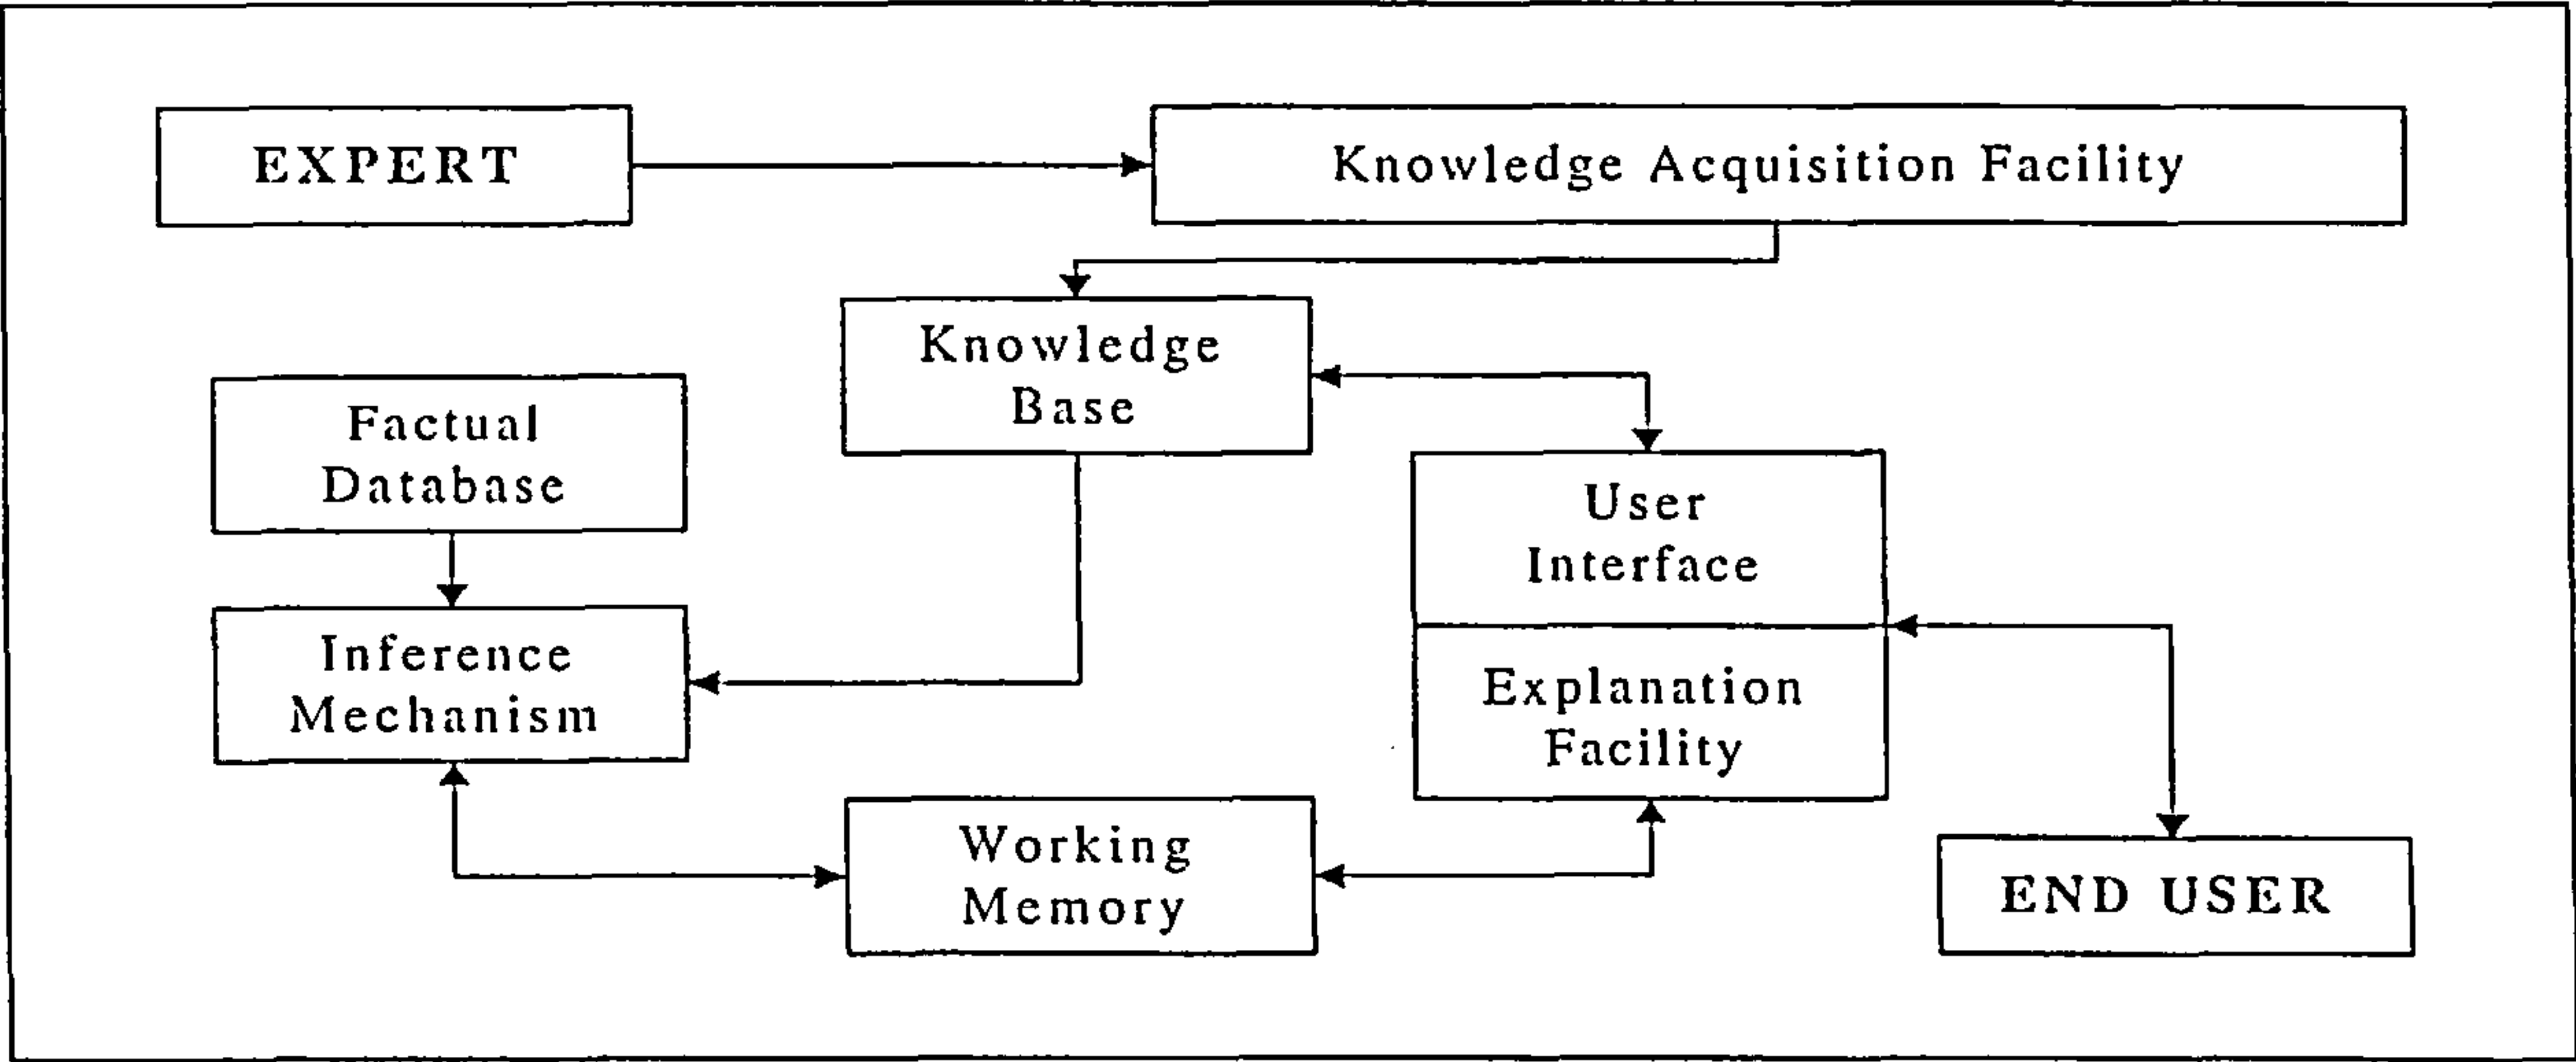 EXPERT
Knowledge Acquisition Facility
Knowledge
Base
Factual
Database
User
Interface
Inference
Mechanism
Explanation
Facility
Working
Memory
END USER